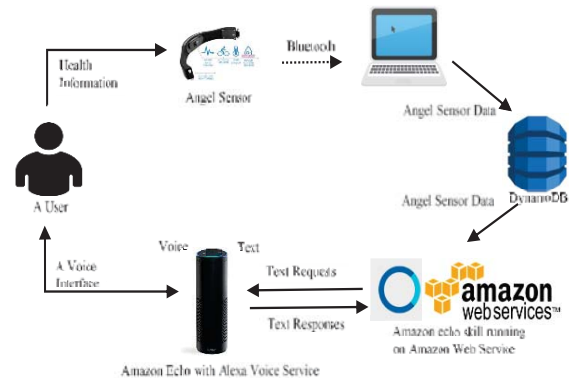 Health
Information
Angel Sensor
Bluetooth
Angel Sensor Data
DynamoDB
Angel Sensor Data
A User
A Voice
Interface
Voice
Text
Text Requests
Text Responses
amazon
webservices™
Amazon echo skill running
on Amazon Web Service
Amazon Echo with Alexa Voice Service